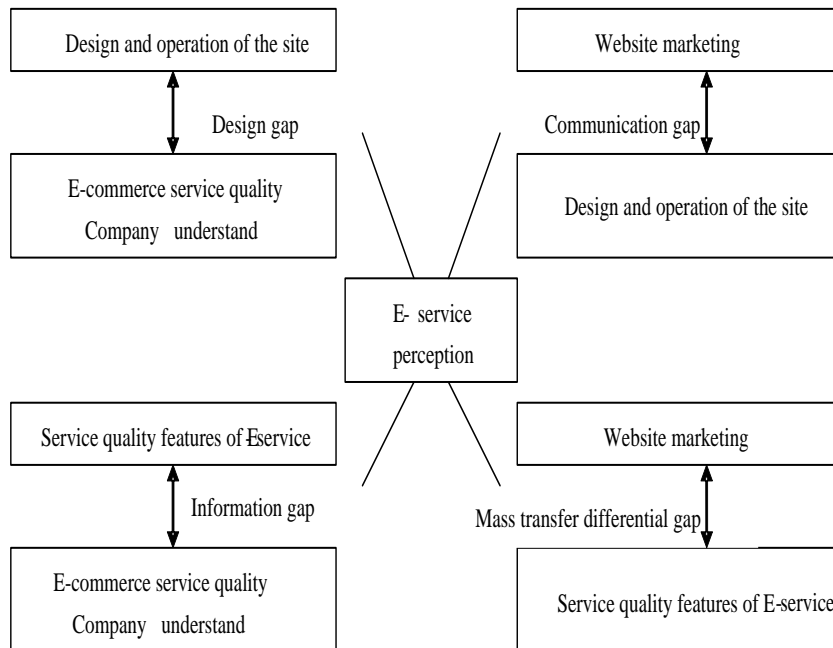 Design and operation of the site
Website marketing
Design gap
Communication gap
E-commerce service quality
Company understand
Design and operation of the site
E- service
perception
Service quality features of E-service
Website marketing
Information gap
Mass transfer differential gap
E-commerce service quality
Company understand
Service quality features of E-service